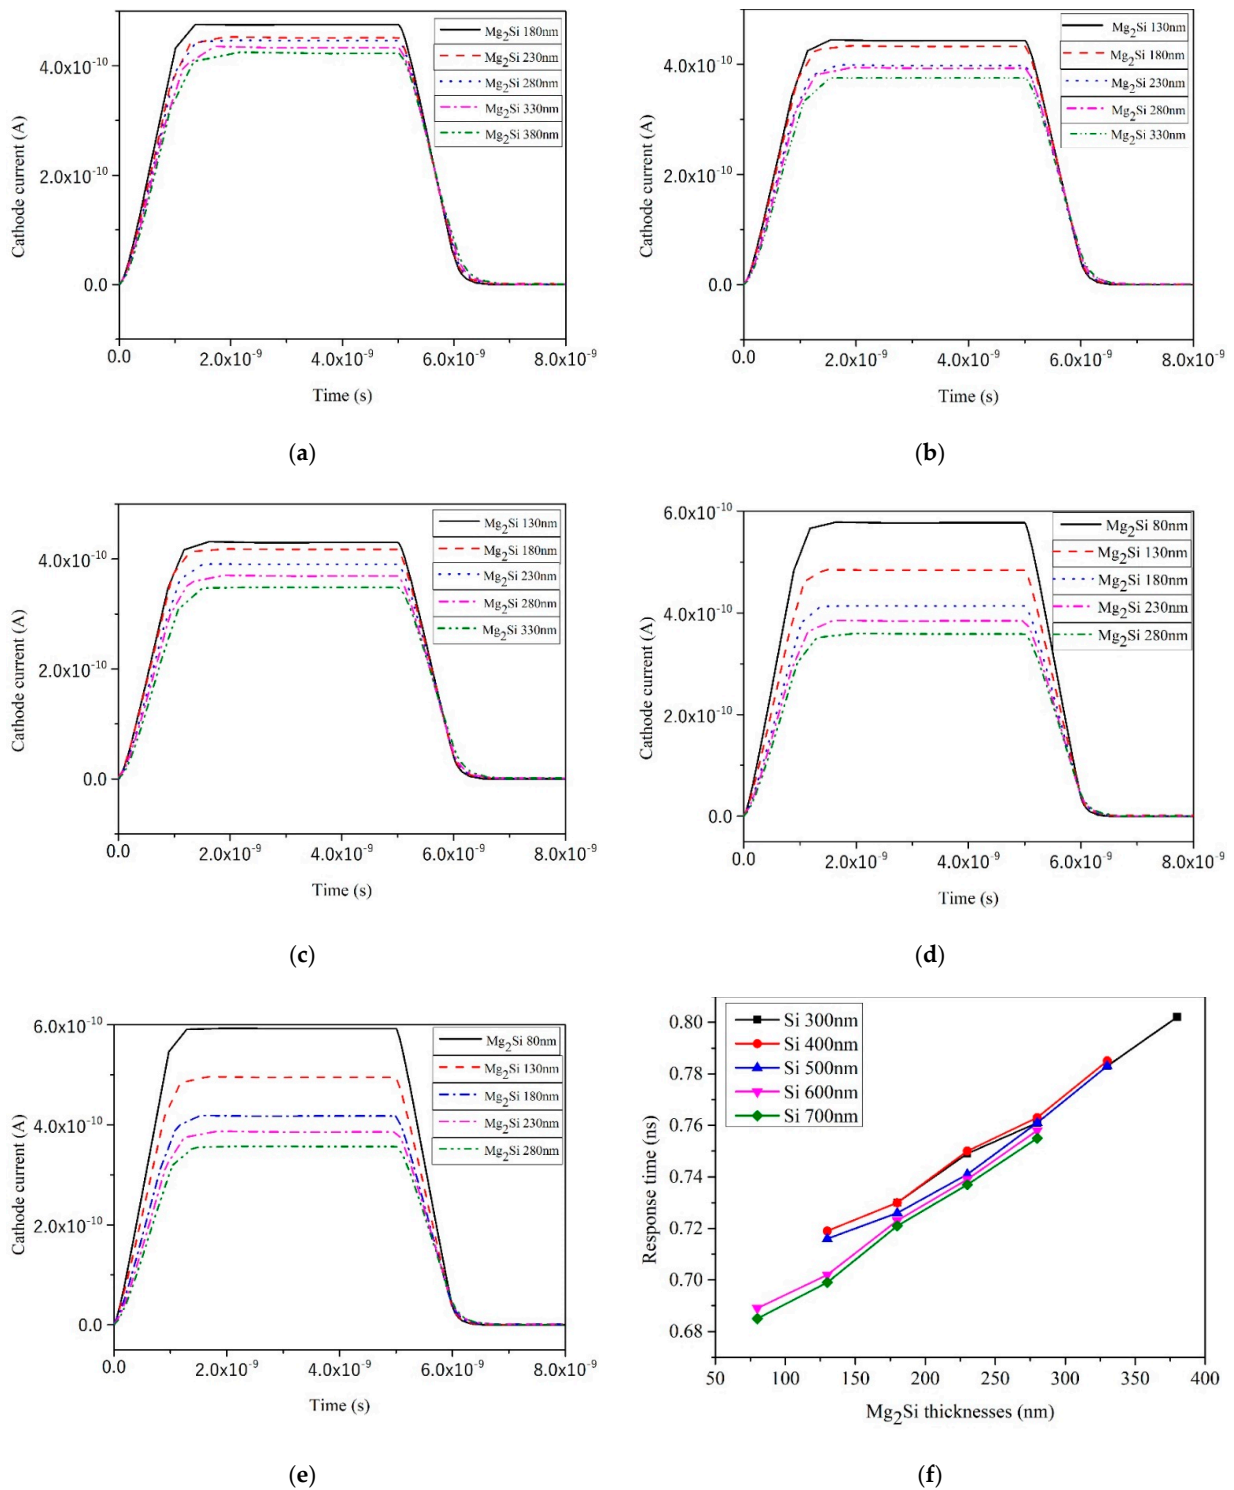 Mg2Si 180nm
Mg2Si 230nm
Mg2Si 280nm
Mg2Si 330nm
Mg2Si 380nm
4.0x10-10
2.0x10-10
0.0
Cathode current (A)
0.0 2.0x10-9 4.0x10-9 6.0x10-9 8.0x10-9
Time (s)
(a)
Mg2Si 130nm
Mg2Si 180nm
Mg2Si 230nm
Mg2Si 280nm
Mg2Si 330nm
4.0x10-10
2.0x10-10
0.0
Cathode current (A)
0.0 2.0x10-9 4.0x10-9 6.0x10-9 8.0x10-9
Time (s)
(b)
Mg2Si 130nm
Mg2Si 180nm
Mg2Si 230nm
Mg2Si 280nm
Mg2Si 330nm
4.0x10-10
2.0x10-10
0.0
Cathode current (A)
0.0 2.0x10-9 4.0x10-9 6.0x10-9 8.0x10-9
Time (s)
(c)
Mg2Si 80nm
Mg2Si 130nm
Mg2Si 180nm
Mg2Si 230nm
Mg2Si 280nm
6.0x10-10
4.0x10-10
2.0x10-10
0.0
Cathode current (A)
0.0 2.0x10-9 4.0x10-9 6.0x10-9 8.0x10-9
Time (s)
(d)
Mg2Si 80nm
Mg2Si 130nm
Mg2Si 180nm
Mg2Si 230nm
Mg2Si 280nm
6.0x10-10
4.0x10-10
2.0x10-10
0.0
Cathode current (A)
0.0 2.0x10-9 4.0x10-9 6.0x10-9 8.0x10-9
Time (s)
(e)
Si 300nm
Si 400nm
Si 500nm
Si 600nm
Si 700nm
0.80
0.78
0.76
0.74
0.72
0.70
0.68
Response time (ns)
50 100 150 200 250 300 350 400
Mg2Si thicknesses (nm)
(f)